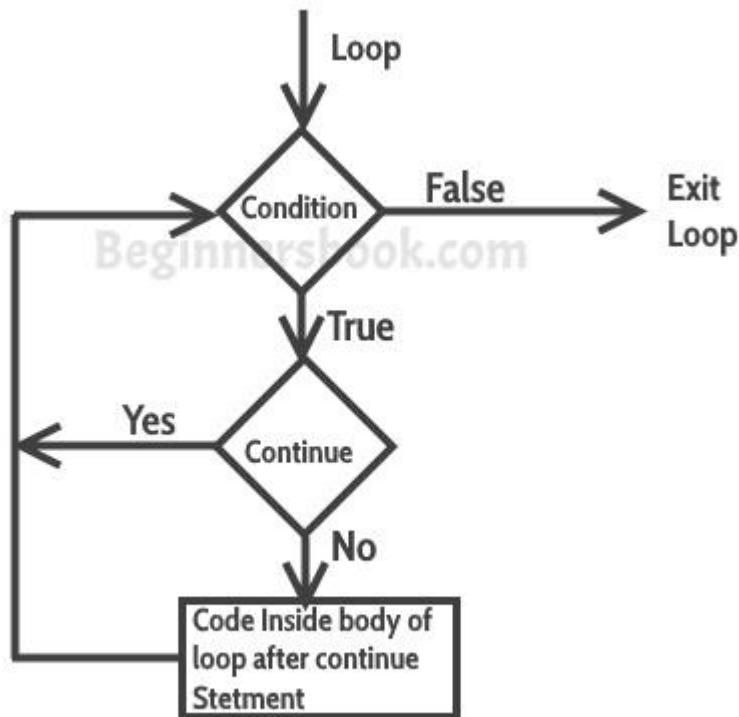 Loop
Condition
False
Exit
Loop
Beginnersbook.com
True
Yes
Continue
No
Code Inside body of
loop after continue
Stetment